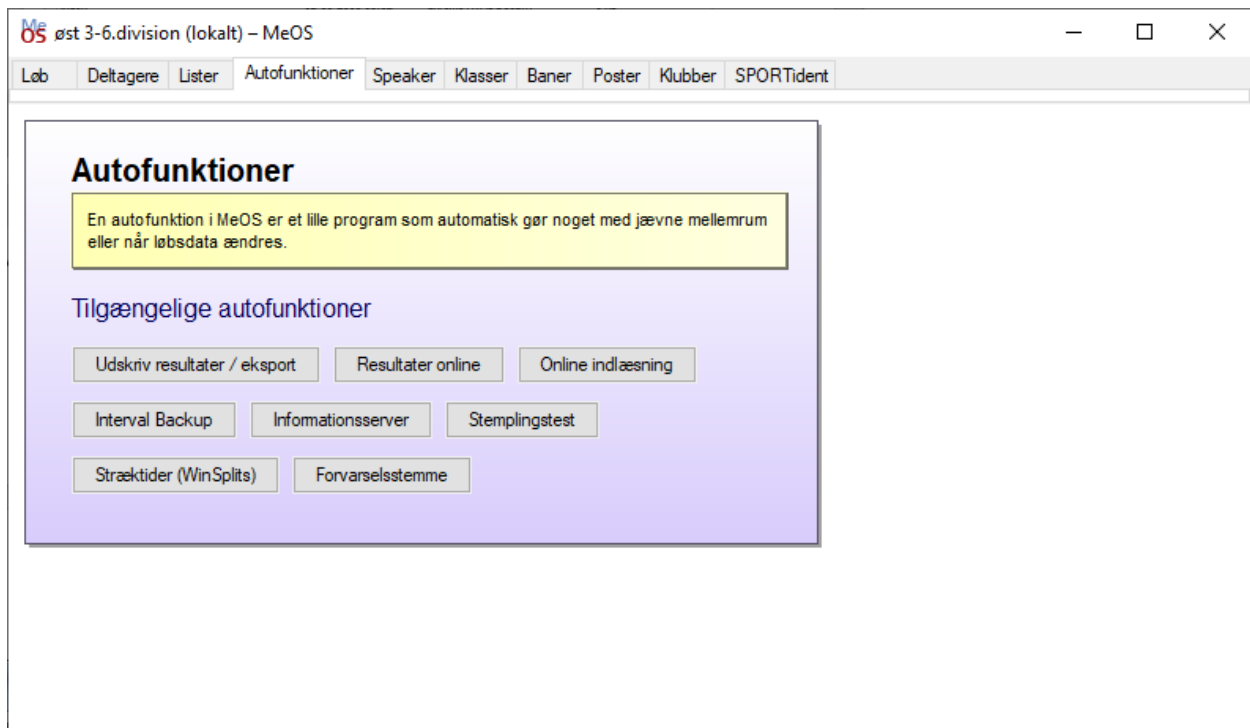 MeOS øst 3-6.division (lokalt) – MeOS
Løb Deltagere Lister Autofunktioner Speaker Klasser Baner Poster Klubber SPORTident
Autofunktioner
En autofunktion i MeOS er et lille program som automatisk gør noget med jævne mellemrum
eller når løbsdata ændres.
Tilgængelige autofunktioner
Udskriv resultater / eksport Resultater online Online indlæsning
Interval Backup Informationsserver Stemplingstest
Stræktider (WinSplits) Forvarselsstemme